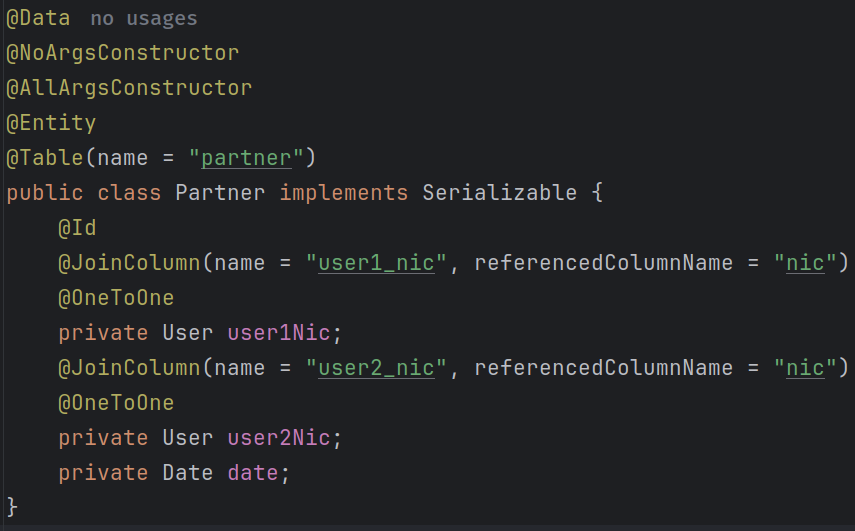 @Data no usages
@NoArgsConstructor
@AllArgsConstructor
@Entity
@Table(name = "partner")
public class Partner implements Serializable {
    @Id
    @JoinColumn(name = "user1_nic", referencedColumnName = "nic")
    @OneToOne
    private User user1Nic;
    @JoinColumn(name = "user2_nic", referencedColumnName = "nic")
    @OneToOne
    private User user2Nic;
    private Date date;
}